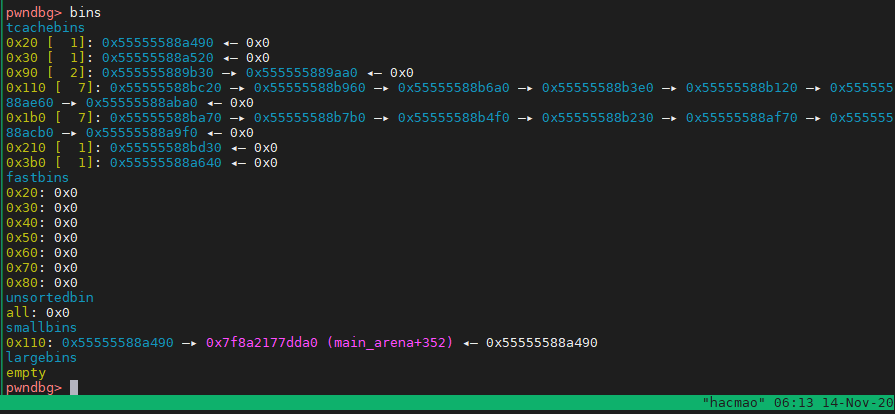 pwndbg> bins
tcachebins
0x20 [  1]: 0x55555588a490 ◂— 0x0
0x30 [  1]: 0x55555588a520 ◂— 0x0
0x90 [  2]: 0x555555889b30 —▸ 0x555555889aa0 ◂— 0x0
0x110 [  7]: 0x55555588bc20 —▸ 0x55555588b960 —▸ 0x55555588b6a0 —▸ 0x55555588b3e0 —▸ 0x55555588b120 —▸ 0x555555
88ae60 —▸ 0x55555588aba0 ◂— 0x0
0x1b0 [  7]: 0x55555588ba70 —▸ 0x55555588b7b0 —▸ 0x55555588b4f0 —▸ 0x55555588b230 —▸ 0x55555588af70 —▸ 0x555555
88acb0 —▸ 0x55555588a9f0 ◂— 0x0
0x210 [  1]: 0x55555588bd30 ◂— 0x0
0x3b0 [  1]: 0x55555588a640 ◂— 0x0
fastbins
0x20: 0x0
0x30: 0x0
0x40: 0x0
0x50: 0x0
0x60: 0x0
0x70: 0x0
0x80: 0x0
unsortedbin
all: 0x0
smallbins
0x110: 0x55555588a490 —▸ 0x7f8a2177dda0 (main_arena+352) ◂— 0x55555588a490
largebins
empty
pwndbg>
"hacmao" 06:13 14-Nov-20